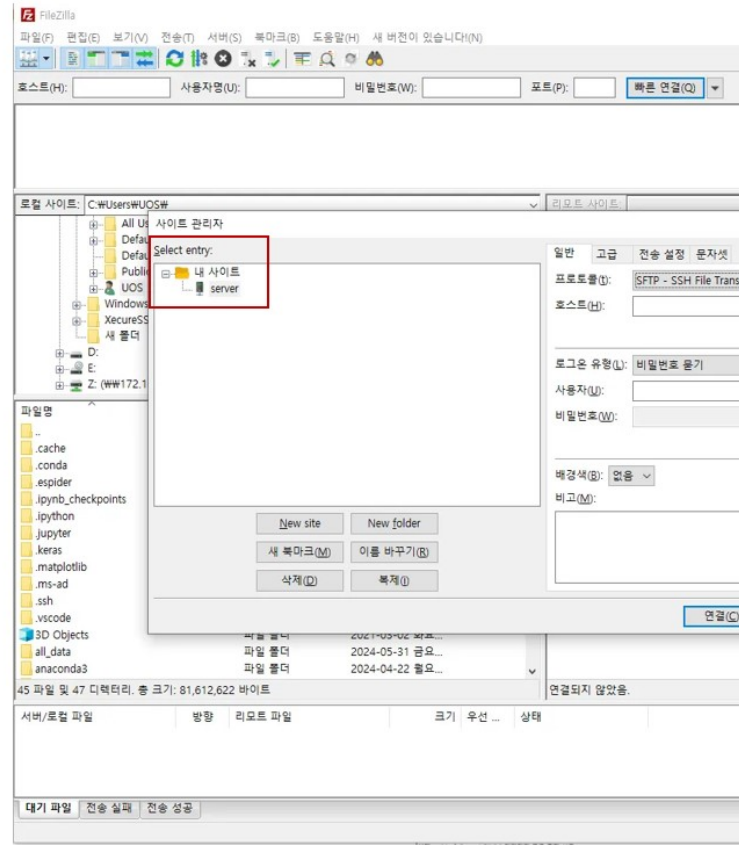 FileZilla
파일(F) 편집(E) 보기(V) 전송(T) 서버(S) 북마크(B) 도움말(H) 새 버전이 있습니다!(N)
호스트(H): 사용자명(U): 비밀번호(W): 포트(P): 빠른 연결(Q)
로컬 사이트: C:₩Users₩UOS₩ 리모트 사이트:
All Us
Defau
Defau
Public
UOS
Windows
XecureSS
새 폴더
D:
E:
Z: (₩₩172.1
사이트 관리자
Select entry:
내 사이트
server
New site New folder
새 북마크(M) 이름 바꾸기(R)
삭제(D) 복제(I)
일반 고급 전송 설정 문자셋
프로토콜(t): SFTP - SSH File Trans
호스트(H):
로그온 유형(L): 비밀번호 묻기
사용자(U):
비밀번호(W):
배경색(B): 없음
비고(M):
연결(C)
파일명
..
.cache
.conda
.espider
.ipynb_checkpoints
.ipython
.jupyter
.keras
.matplotlib
.ms-ad
.ssh
.vscode
3D Objects 파일 폴더 2021-03-02 화요...
all_data 파일 폴더 2024-05-31 금요...
anaconda3 파일 폴더 2024-04-22 월요...
45 파일 및 47 디렉터리. 총 크기: 81,612,622 바이트
연결되지 않았음.
서버/로컬 파일 방향 리모트 파일 크기 우선 ... 상태
대기 파일 전송 실패 전송 성공